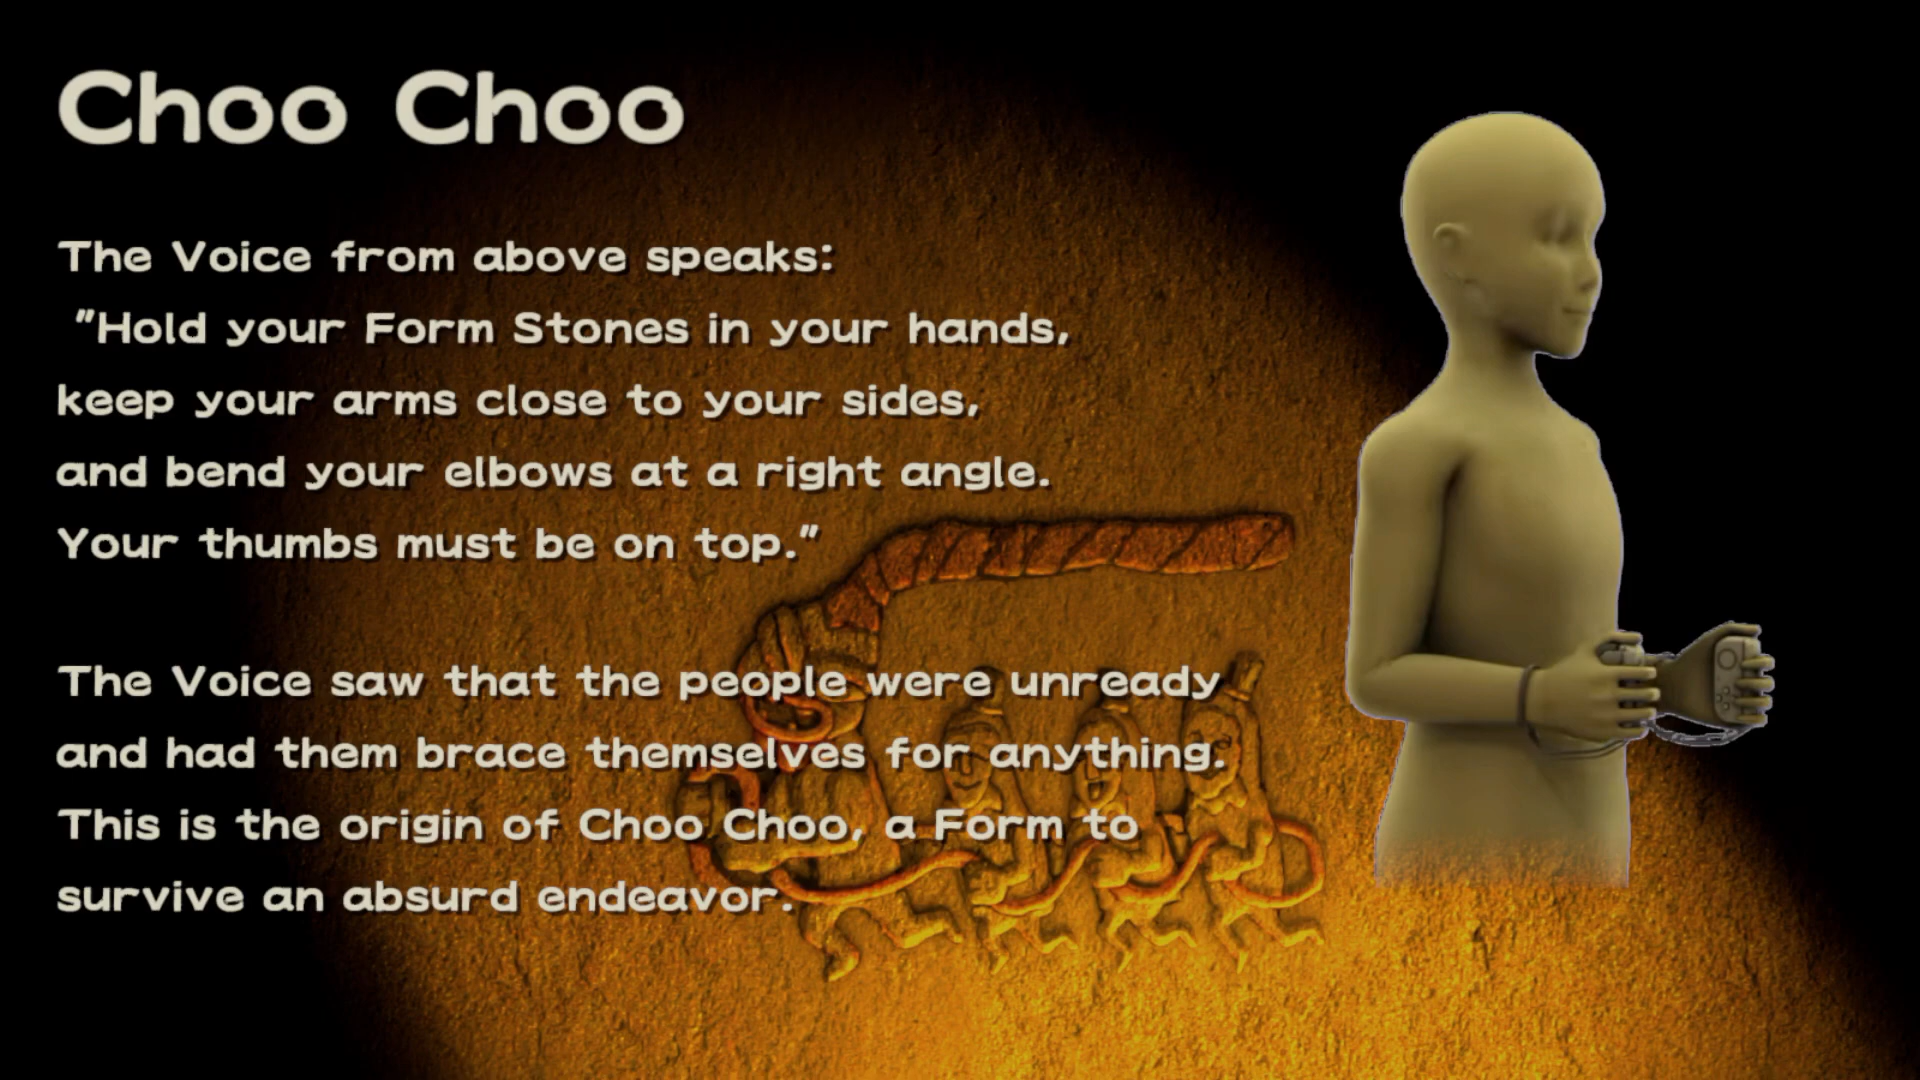 Choo Choo
The Voice from above speaks:
"Hold your Form Stones in your hands,
keep your arms close to your sides,
and bend your elbows at a right angle.
Your thumbs must be on top."
The Voice saw that the people were unready
and had them brace themselves for anything.
This is the origin of Choo Choo, a Form to
survive an absurd endeavor.